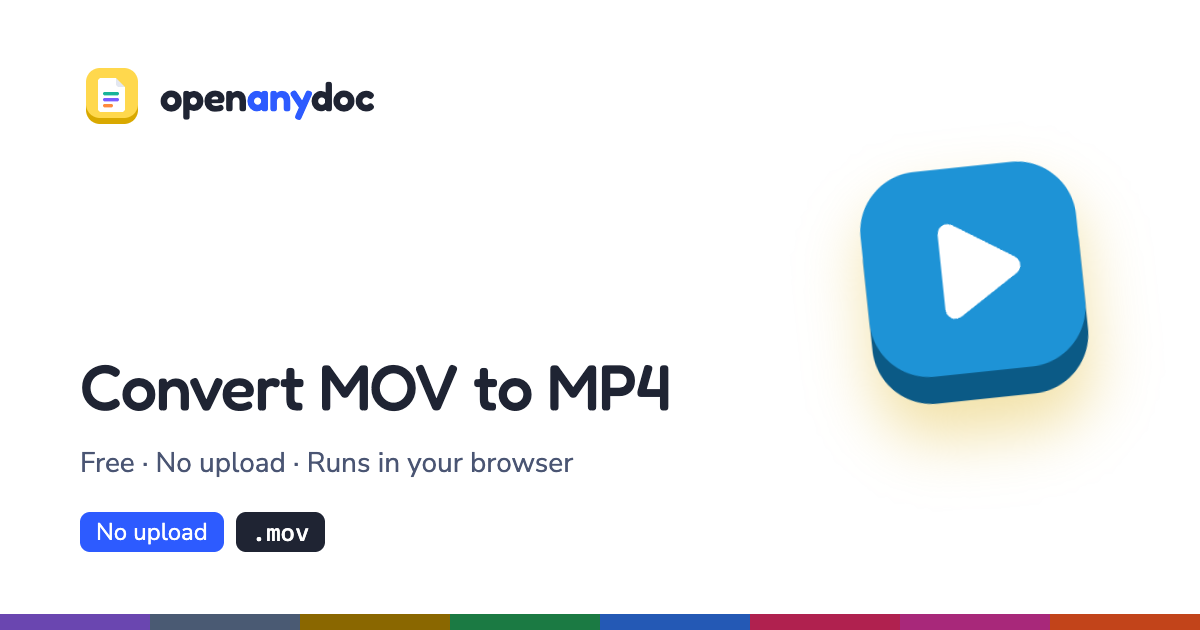 openanydoc
Convert MOV to MP4
Free · No upload · Runs in your browser
No upload
.mov